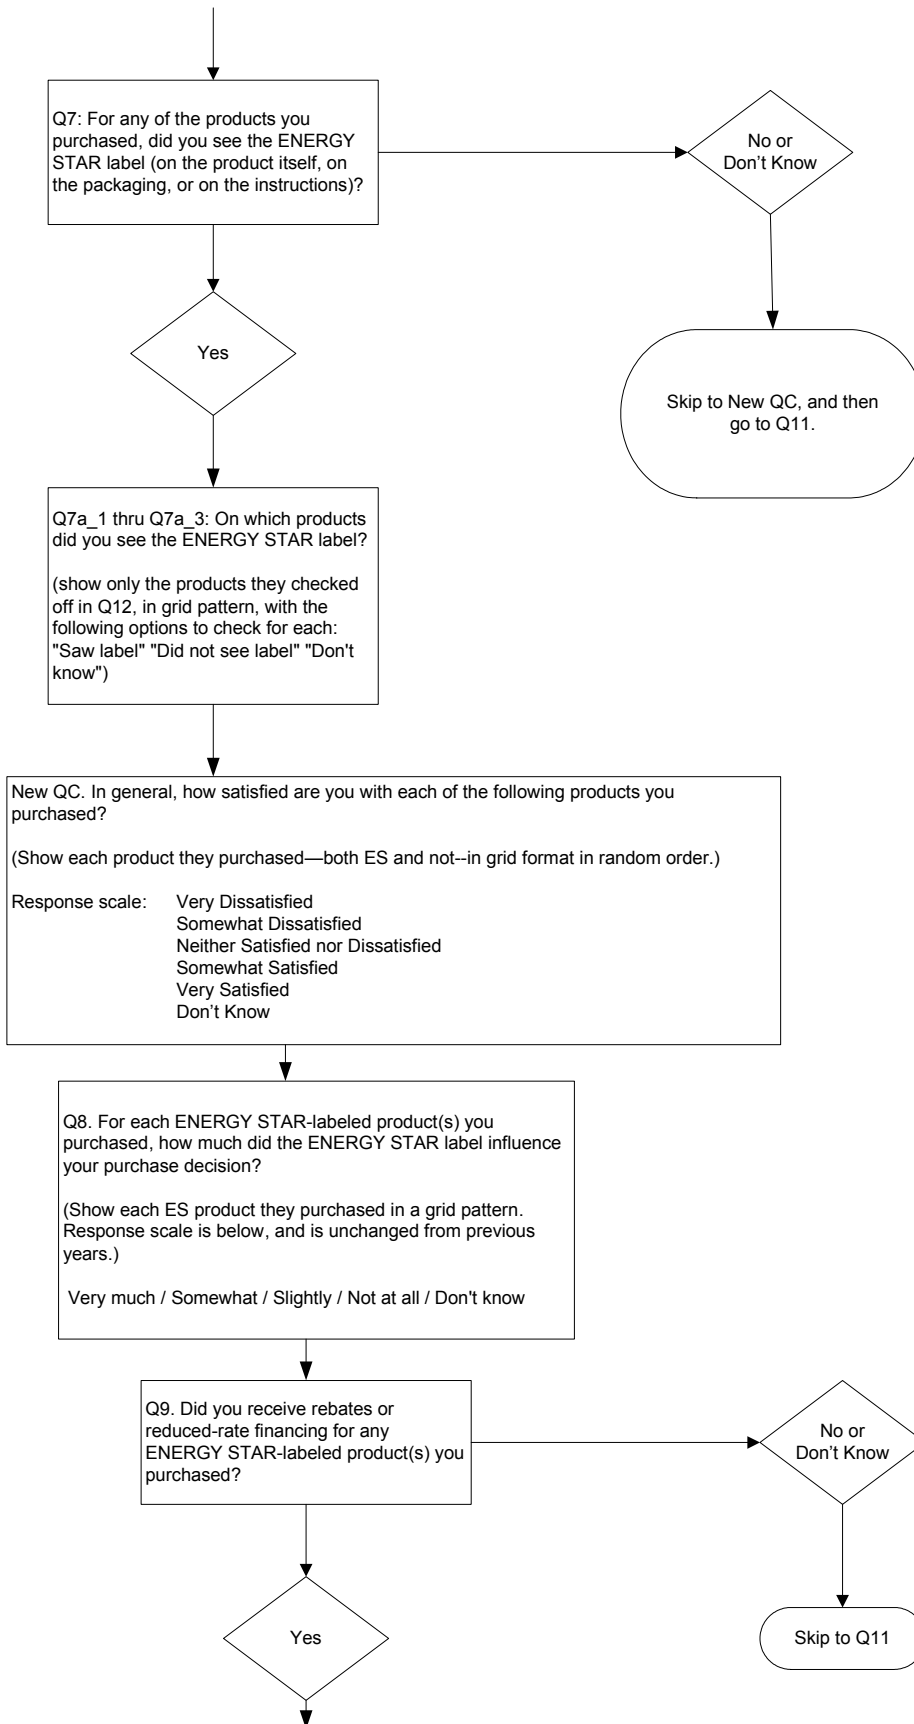 Q7: For any of the products you
purchased, did you see the ENERGY
STAR label (on the product itself, on
the packaging, or on the instructions)?
No or
Don't Know
Yes
Skip to New QC, and then
go to Q11.
Q7a_1 thru Q7a_3: On which products
did you see the ENERGY STAR label?
(show only the products they checked
off in Q12, in grid pattern, with the
following options to check for each:
"Saw label" "Did not see label" "Don't
know")
New QC. In general, how satisfied are you with each of the following products you
purchased?
(Show each product they purchased—both ES and not--in grid format in random order.)
Response scale: Very Dissatisfied
Somewhat Dissatisfied
Neither Satisfied nor Dissatisfied
Somewhat Satisfied
Very Satisfied
Don’t Know
Q8. For each ENERGY STAR-labeled product(s) you
purchased, how much did the ENERGY STAR label influence
your purchase decision?
(Show each ES product they purchased in a grid pattern.
Response scale is below, and is unchanged from previous
years.)
Very much / Somewhat / Slightly / Not at all / Don't know
Q9. Did you receive rebates or
reduced-rate financing for any
ENERGY STAR-labeled product(s) you
purchased?
No or
Don’t Know
Yes
Skip to Q11